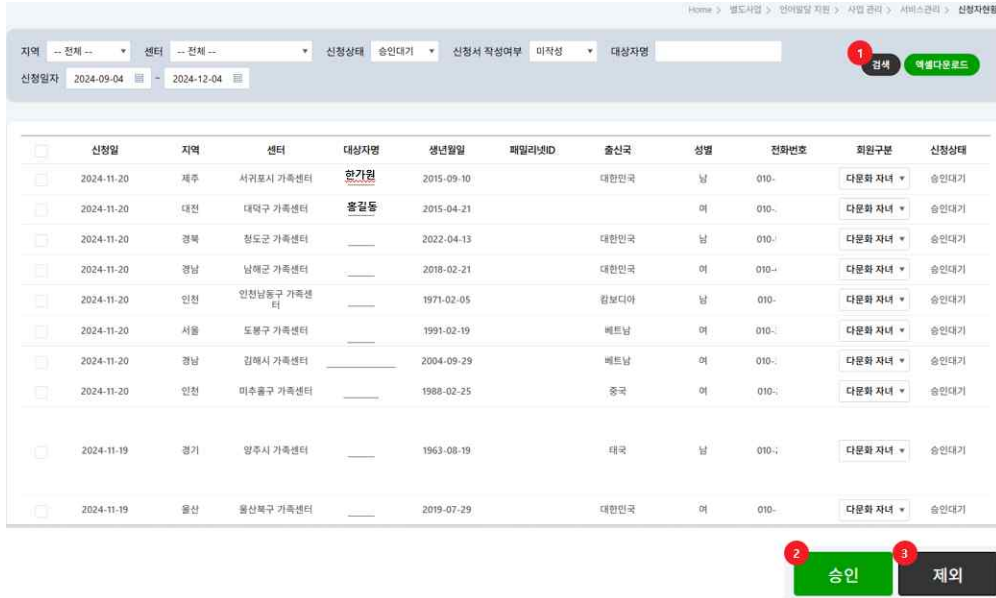 Home > 별도사업 > 언어발달 지원 > 사업 관리 > 서비스관리 > 신청자현황
지역 -- 전체 -- ▼ 센터 -- 전체 -- ▼ 신청상태 승인대기 ▼ 신청서 작성여부 미작성 ▼ 대상자명
1 검색 엑셀다운로드
신청일자 2024-09-04 ~ 2024-12-04
신청일 지역 센터 대상자명 생년월일 패밀리넷ID 출신국 성별 전화번호 회원구분 신청상태
2024-11-20 제주 서귀포시 가족센터 한가원 2015-09-10 대한민국 남 010- 다문화 자녀 ▼ 승인대기
2024-11-20 대전 대덕구 가족센터 홍길동 2015-04-21 여 010- 다문화 자녀 ▼ 승인대기
2024-11-20 경북 청도군 가족센터 2022-04-13 대한민국 남 010- 다문화 자녀 ▼ 승인대기
2024-11-20 경남 남해군 가족센터 2018-02-21 대한민국 여 010- 다문화 자녀 ▼ 승인대기
2024-11-20 인천 인천남동구 가족센터 1971-02-05 캄보디아 남 010- 다문화 자녀 ▼ 승인대기
2024-11-20 서울 도봉구 가족센터 1991-02-19 베트남 여 010- 다문화 자녀 ▼ 승인대기
2024-11-20 경남 김해시 가족센터 2004-09-29 베트남 여 010- 다문화 자녀 ▼ 승인대기
2024-11-20 인천 미추홀구 가족센터 1988-02-25 중국 여 010- 다문화 자녀 ▼ 승인대기
2024-11-19 경기 양주시 가족센터 1963-08-19 태국 남 010- 다문화 자녀 ▼ 승인대기
2024-11-19 울산 울산북구 가족센터 2019-07-29 대한민국 여 010- 다문화 자녀 ▼ 승인대기
2 승인 3 제외